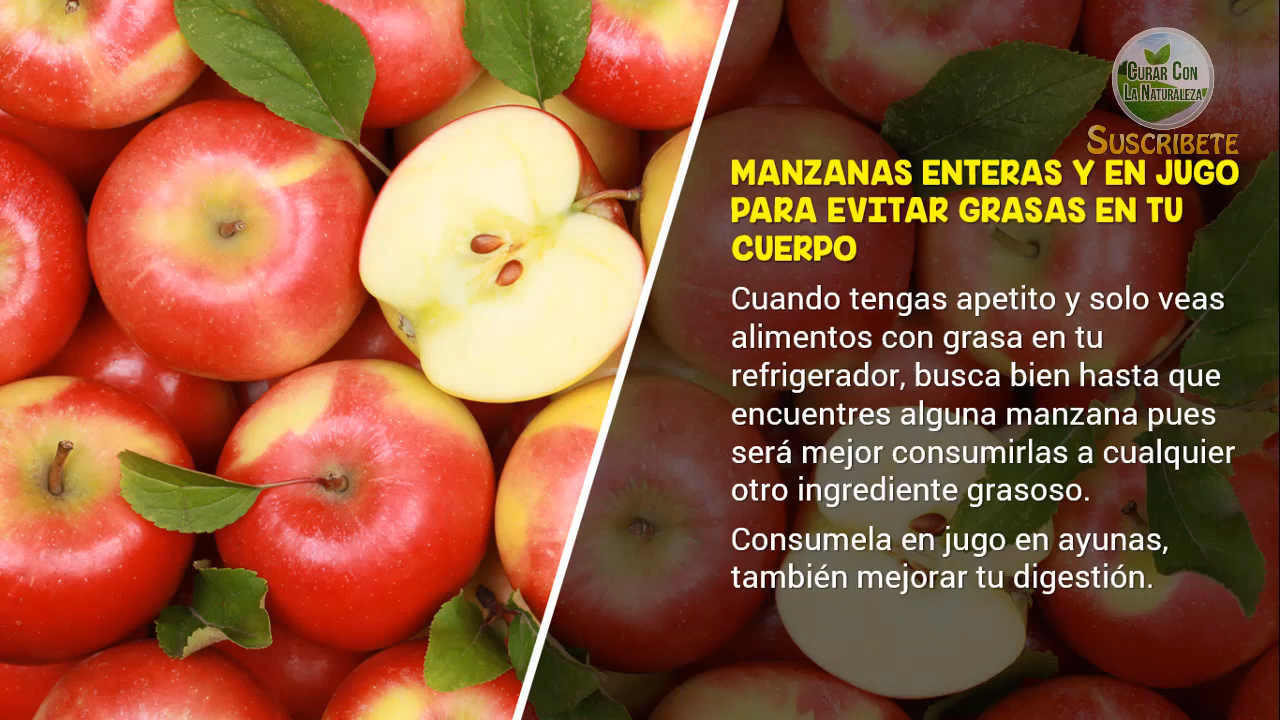 CURAR CON
LA NATURALEZA
SUSCRIBETE
MANZANAS ENTERAS Y EN JUGO
PARA EVITAR GRASAS EN TU
CUERPO
Cuando tengas apetito y solo veas
alimentos con grasa en tu
refrigerador, busca bien hasta que
encuentres alguna manzana pues
será mejor consumirlas a cualquier
otro ingrediente grasoso.
Consumela en jugo en ayunas,
también mejorar tu digestión.